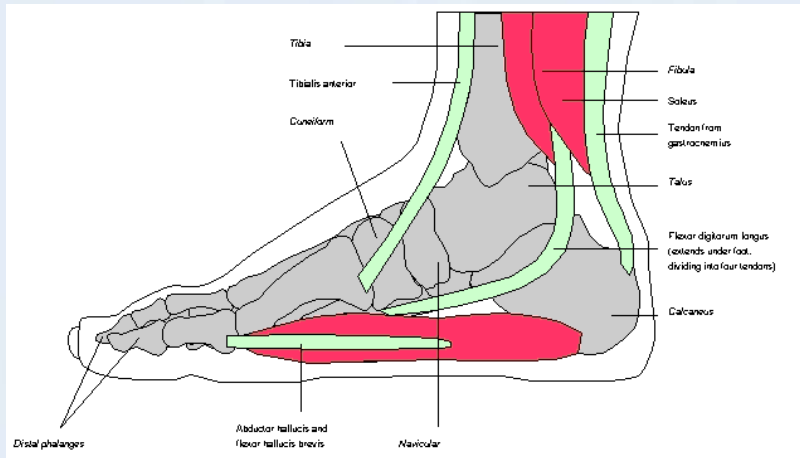 Tibia
Tibialis anterior
Cuneiform
Fibula
Soleus
Tendon from
gastrocnemius
Talus
Flexor digitorum longus
(extends under foot,
dividing into four tendons)
Calcaneus
Distal phalanges
Abductor hallucis and
flexor hallucis brevis
Navicular